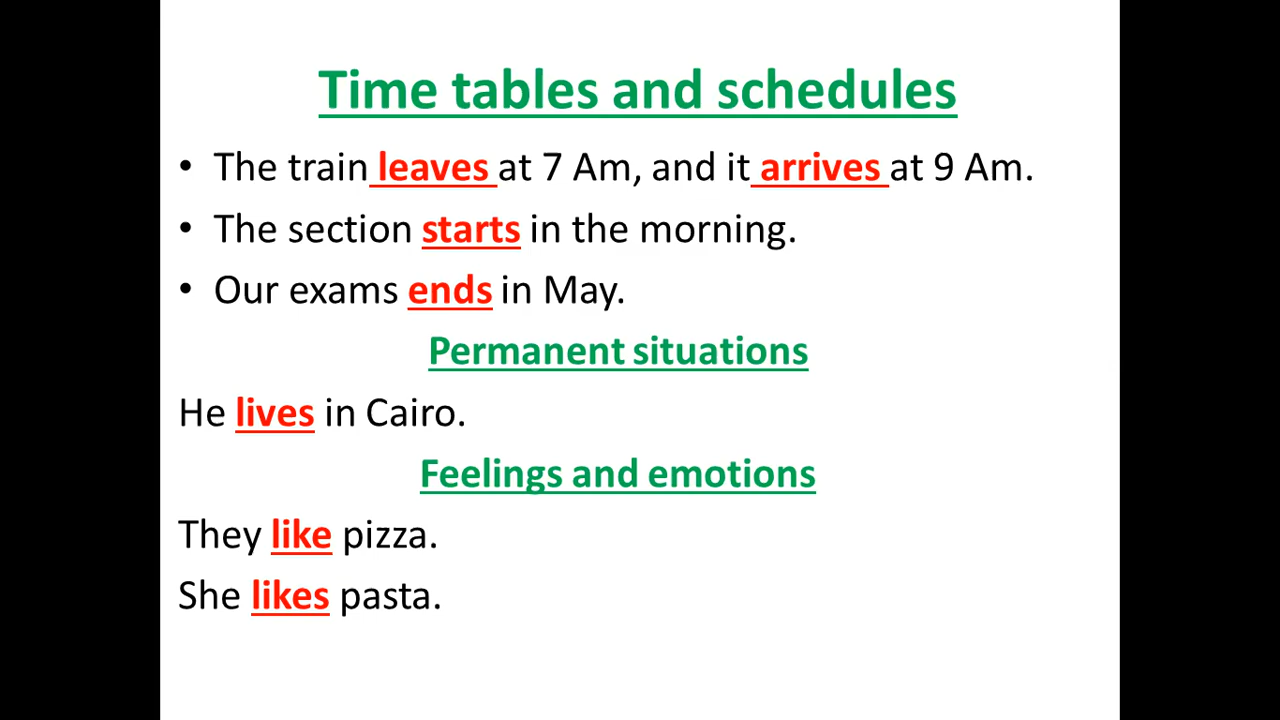 Time tables and schedules
• The train leaves at 7 Am, and it arrives at 9 Am.
• The section starts in the morning.
• Our exams ends in May.
Permanent situations
He lives in Cairo.
Feelings and emotions
They like pizza.
She likes pasta.